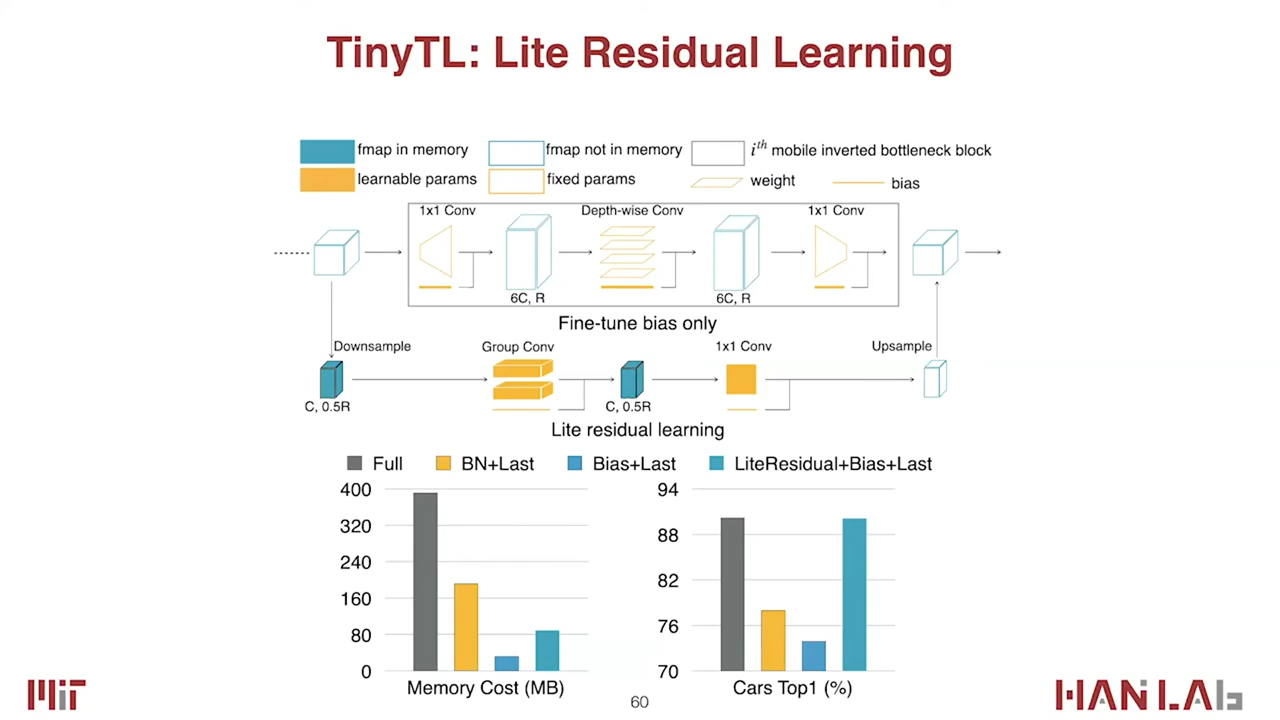 TinyTL: Lite Residual Learning
fmap in memory
fmap not in memory
iᵗʰ mobile inverted bottleneck block
learnable params
fixed params
weight
bias
1x1 Conv
Depth-wise Conv
1x1 Conv
6C, R
6C, R
Fine-tune bias only
Downsample
Group Conv
1x1 Conv
Upsample
C, 0.5R
C, 0.5R
Lite residual learning
Full
BN+Last
Bias+Last
LiteResidual+Bias+Last
400
320
240
160
80
0
Memory Cost (MB)
94
88
82
76
70
Cars Top1 (%)
MIT
60
HAN LAb